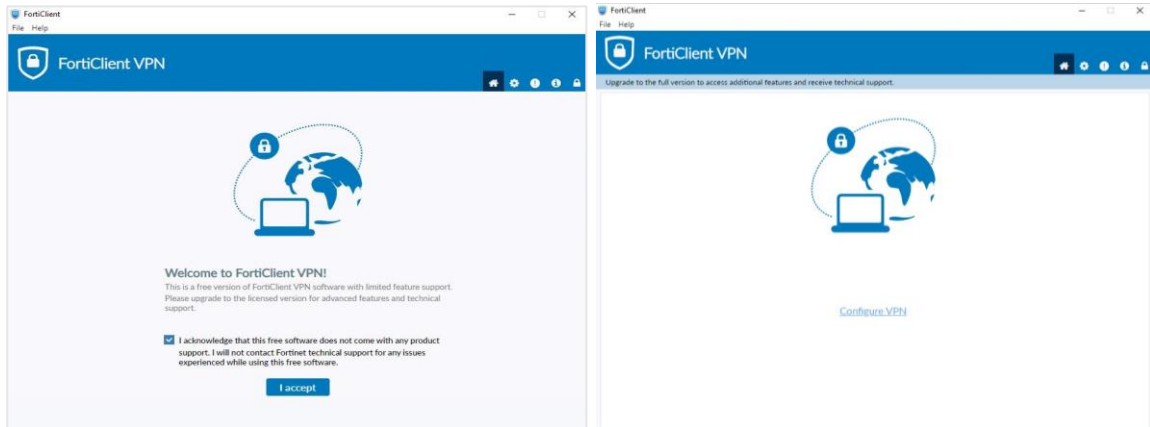 FortiClient
File Help
FortiClient VPN
Welcome to FortiClient VPN!
This is a free version of FortiClient VPN software with limited feature support.
Please upgrade to the licensed version for advanced features and technical
support.
I acknowledge that this free software does not come with any product
support. I will not contact Fortinet technical support for any issues
experienced while using this free software.
I accept
FortiClient
File Help
FortiClient VPN
Upgrade to the full version to access additional features and receive technical support.
Configure VPN